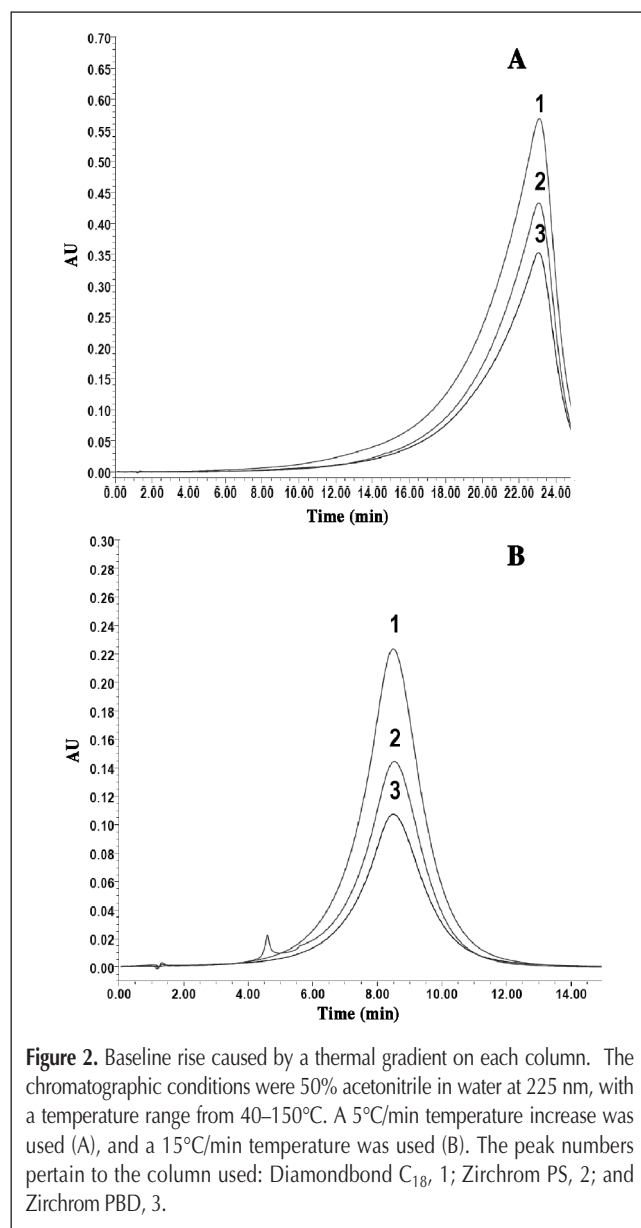 0.70
0.65
0.60
0.55
0.50
0.45
0.40
0.35
0.30
0.25
0.20
0.15
0.10
0.05
0.00
AU
A
1
2
3
0.00 2.00 4.00 6.00 8.00 10.00 12.00 14.00 16.00 18.00 20.00 22.00 24.00
Time (min)
0.30
0.28
0.26
0.24
0.22
0.20
0.18
0.16
0.14
0.12
0.10
0.08
0.06
0.04
0.02
0.00
AU
B
1
2
3
0.00 2.00 4.00 6.00 8.00 10.00 12.00 14.00
Time (min)
Figure 2. Baseline rise caused by a thermal gradient on each column. The
chromatographic conditions were 50% acetonitrile in water at 225 nm, with
a temperature range from 40–150°C. A 5°C/min temperature increase was
used (A), and a 15°C/min temperature was used (B). The peak numbers
pertain to the column used: Diamondbond C18, 1; Zirchrom PS, 2; and
Zirchrom PBD, 3.